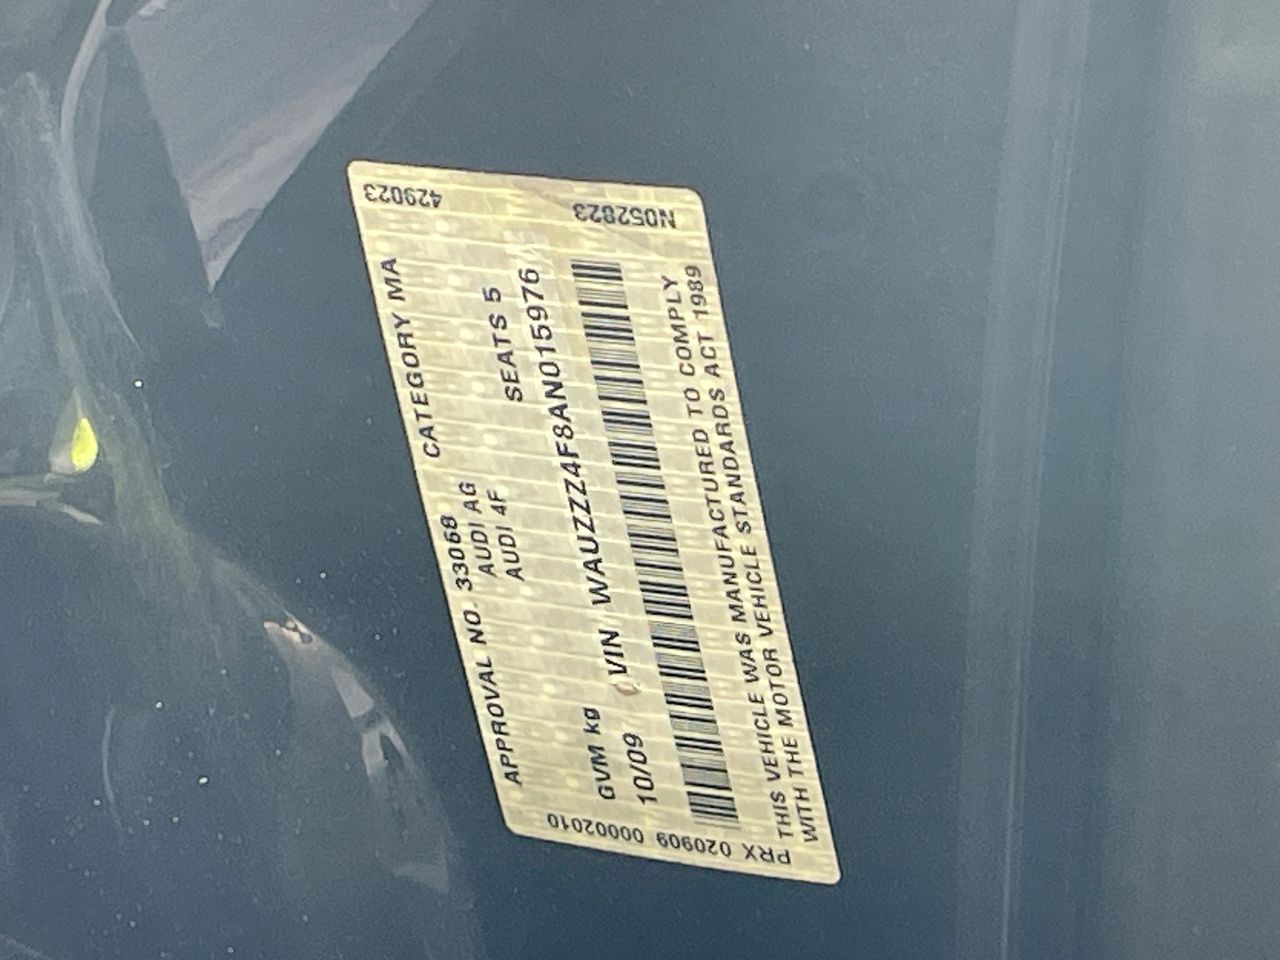 429023
N052823
APPROVAL NO. 33068 CATEGORY MA
AUDI AG
AUDI 4F SEATS 5
GVM kg VIN WAUZZZ4F8AN015976
10/09
THIS VEHICLE WAS MANUFACTURED TO COMPLY
WITH THE MOTOR VEHICLE STANDARDS ACT 1989
PRX 020909 00002010